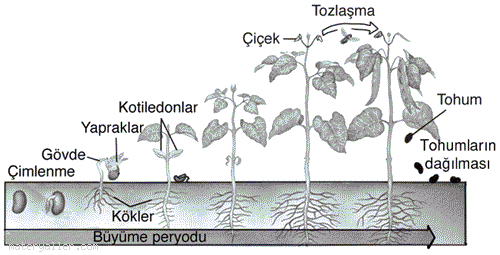 Tozlaşma
Çiçek
Kotiledonlar
Yapraklar
Tohum
Gövde
Çimlenme
Tohumların
dağılması
Kökler
Büyüme peryodu